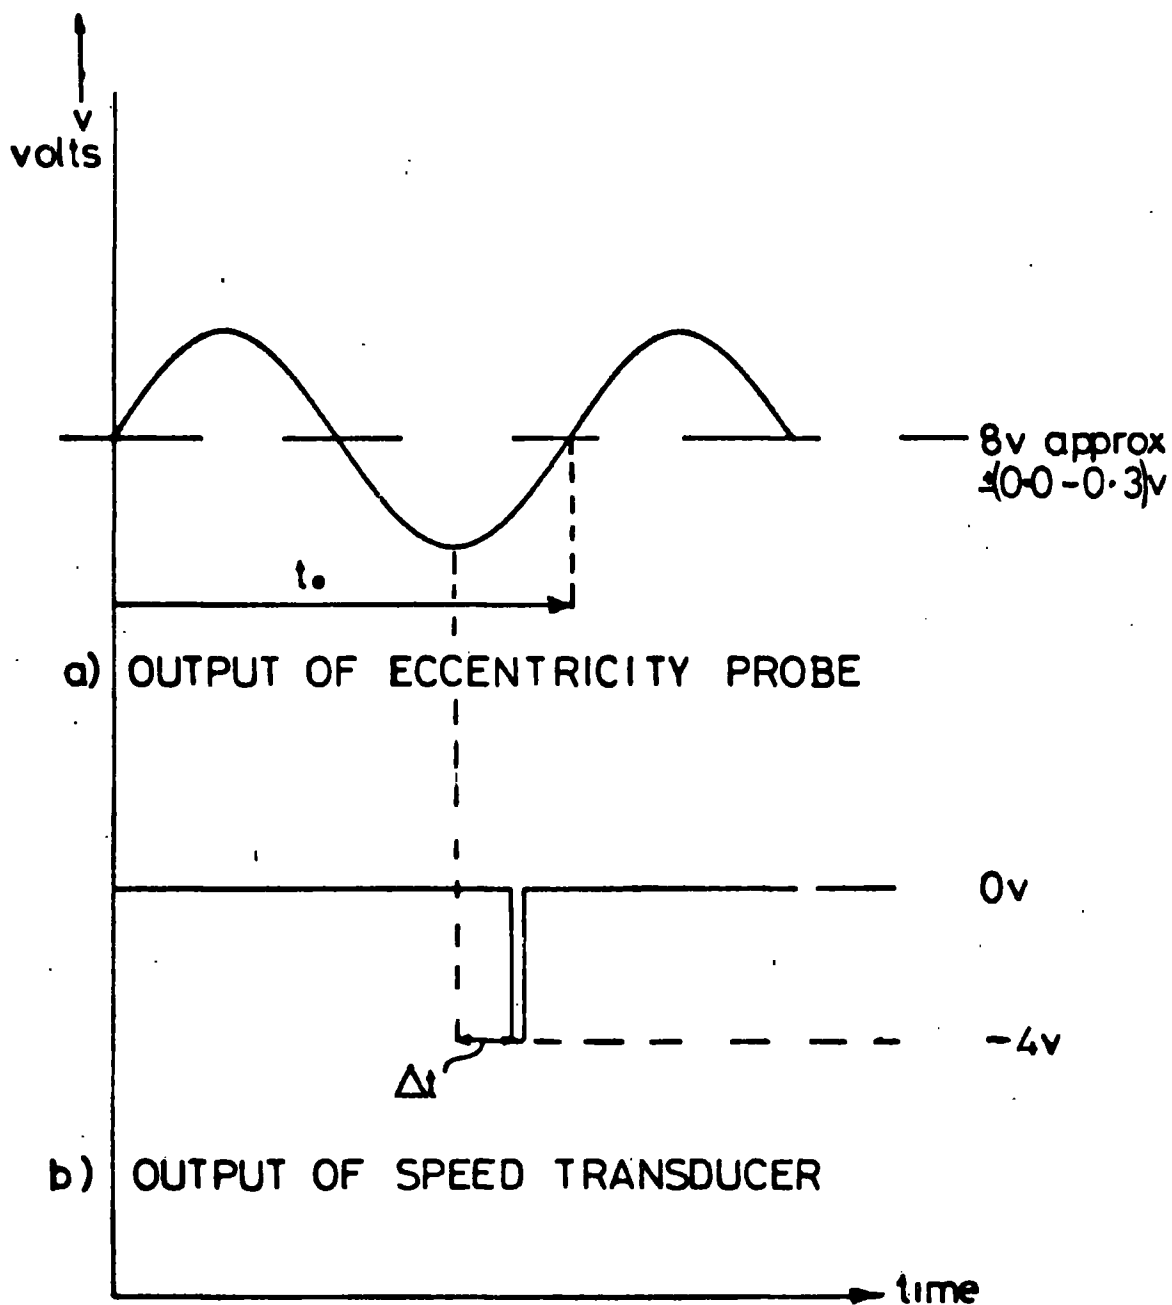 v
volts
8v approx
±(0·0-0·3)v
t.
a) OUTPUT OF ECCENTRICITY PROBE
0v
-4v
Δt
b) OUTPUT OF SPEED TRANSDUCER
time